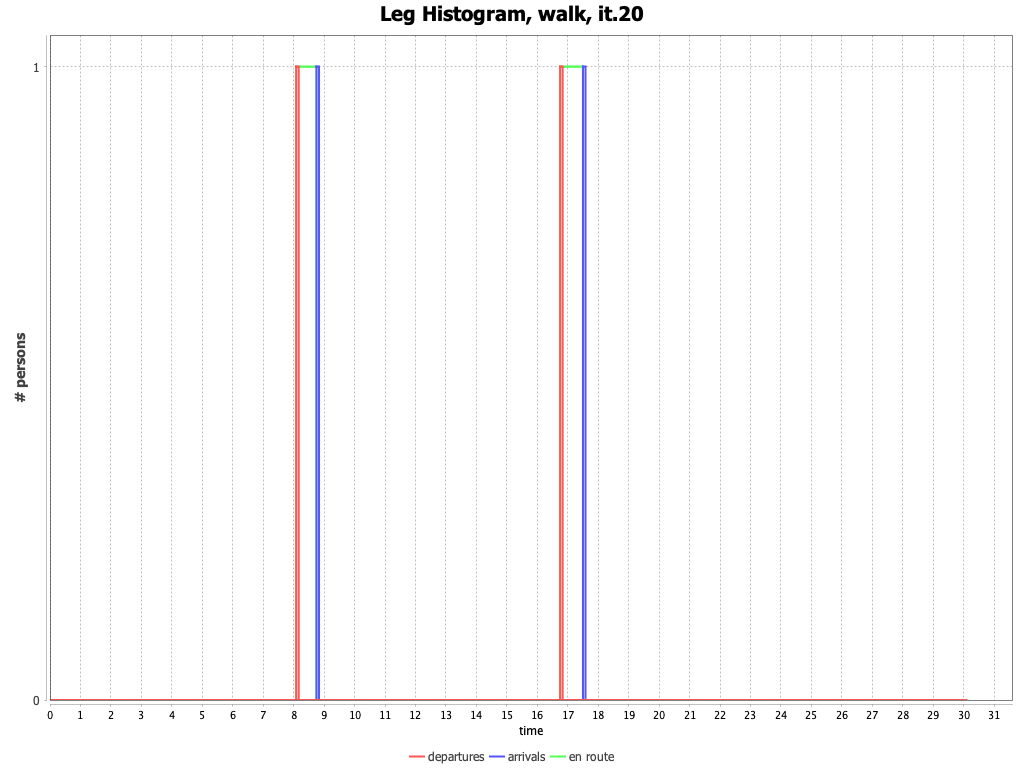 Leg Histogram, walk, it.20
# persons
1
0
0 1 2 3 4 5 6 7 8 9 10 11 12 13 14 15 16 17 18 19 20 21 22 23 24 25 26 27 28 29 30 31
time
departures arrivals en route